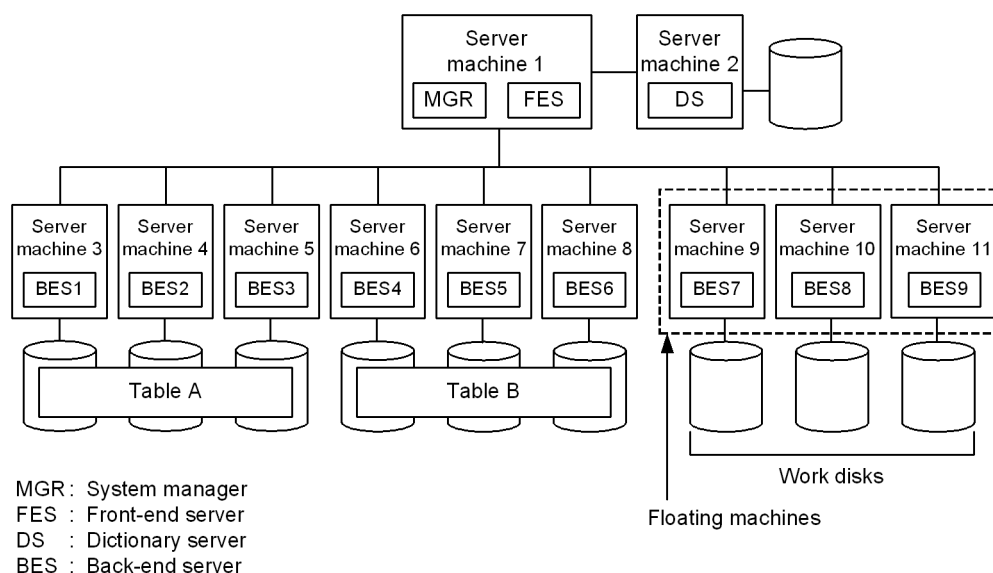 Server
machine 1
MGR
FES
Server
machine 2
DS
Server
machine 3
BES1
Server
machine 4
BES2
Server
machine 5
BES3
Server
machine 6
BES4
Server
machine 7
BES5
Server
machine 8
BES6
Server
machine 9
BES7
Server
machine 10
BES8
Server
machine 11
BES9
Table A
Table B
Work disks
Floating machines
MGR : System manager
FES : Front-end server
DS : Dictionary server
BES : Back-end server